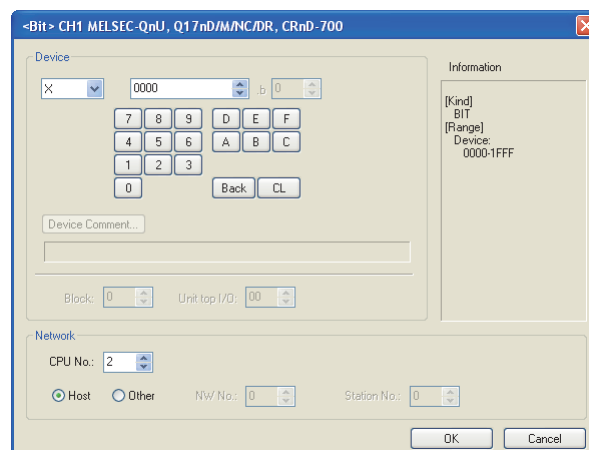 <Bit> CH1 MELSEC-QnU, Q17nD/M/NC/DR, CRnD-700
Device
X 0000 .b 0
7 8 9 D E F
4 5 6 A B C
1 2 3
0 Back CL
Device Comment...
Block: 0 Unit top I/O: 00
Information
[Kind]
BIT
[Range]
Device:
0000-1FFF
Network
CPU No.: 2
Host Other NW No.: 0 Station No.: 0
OK Cancel